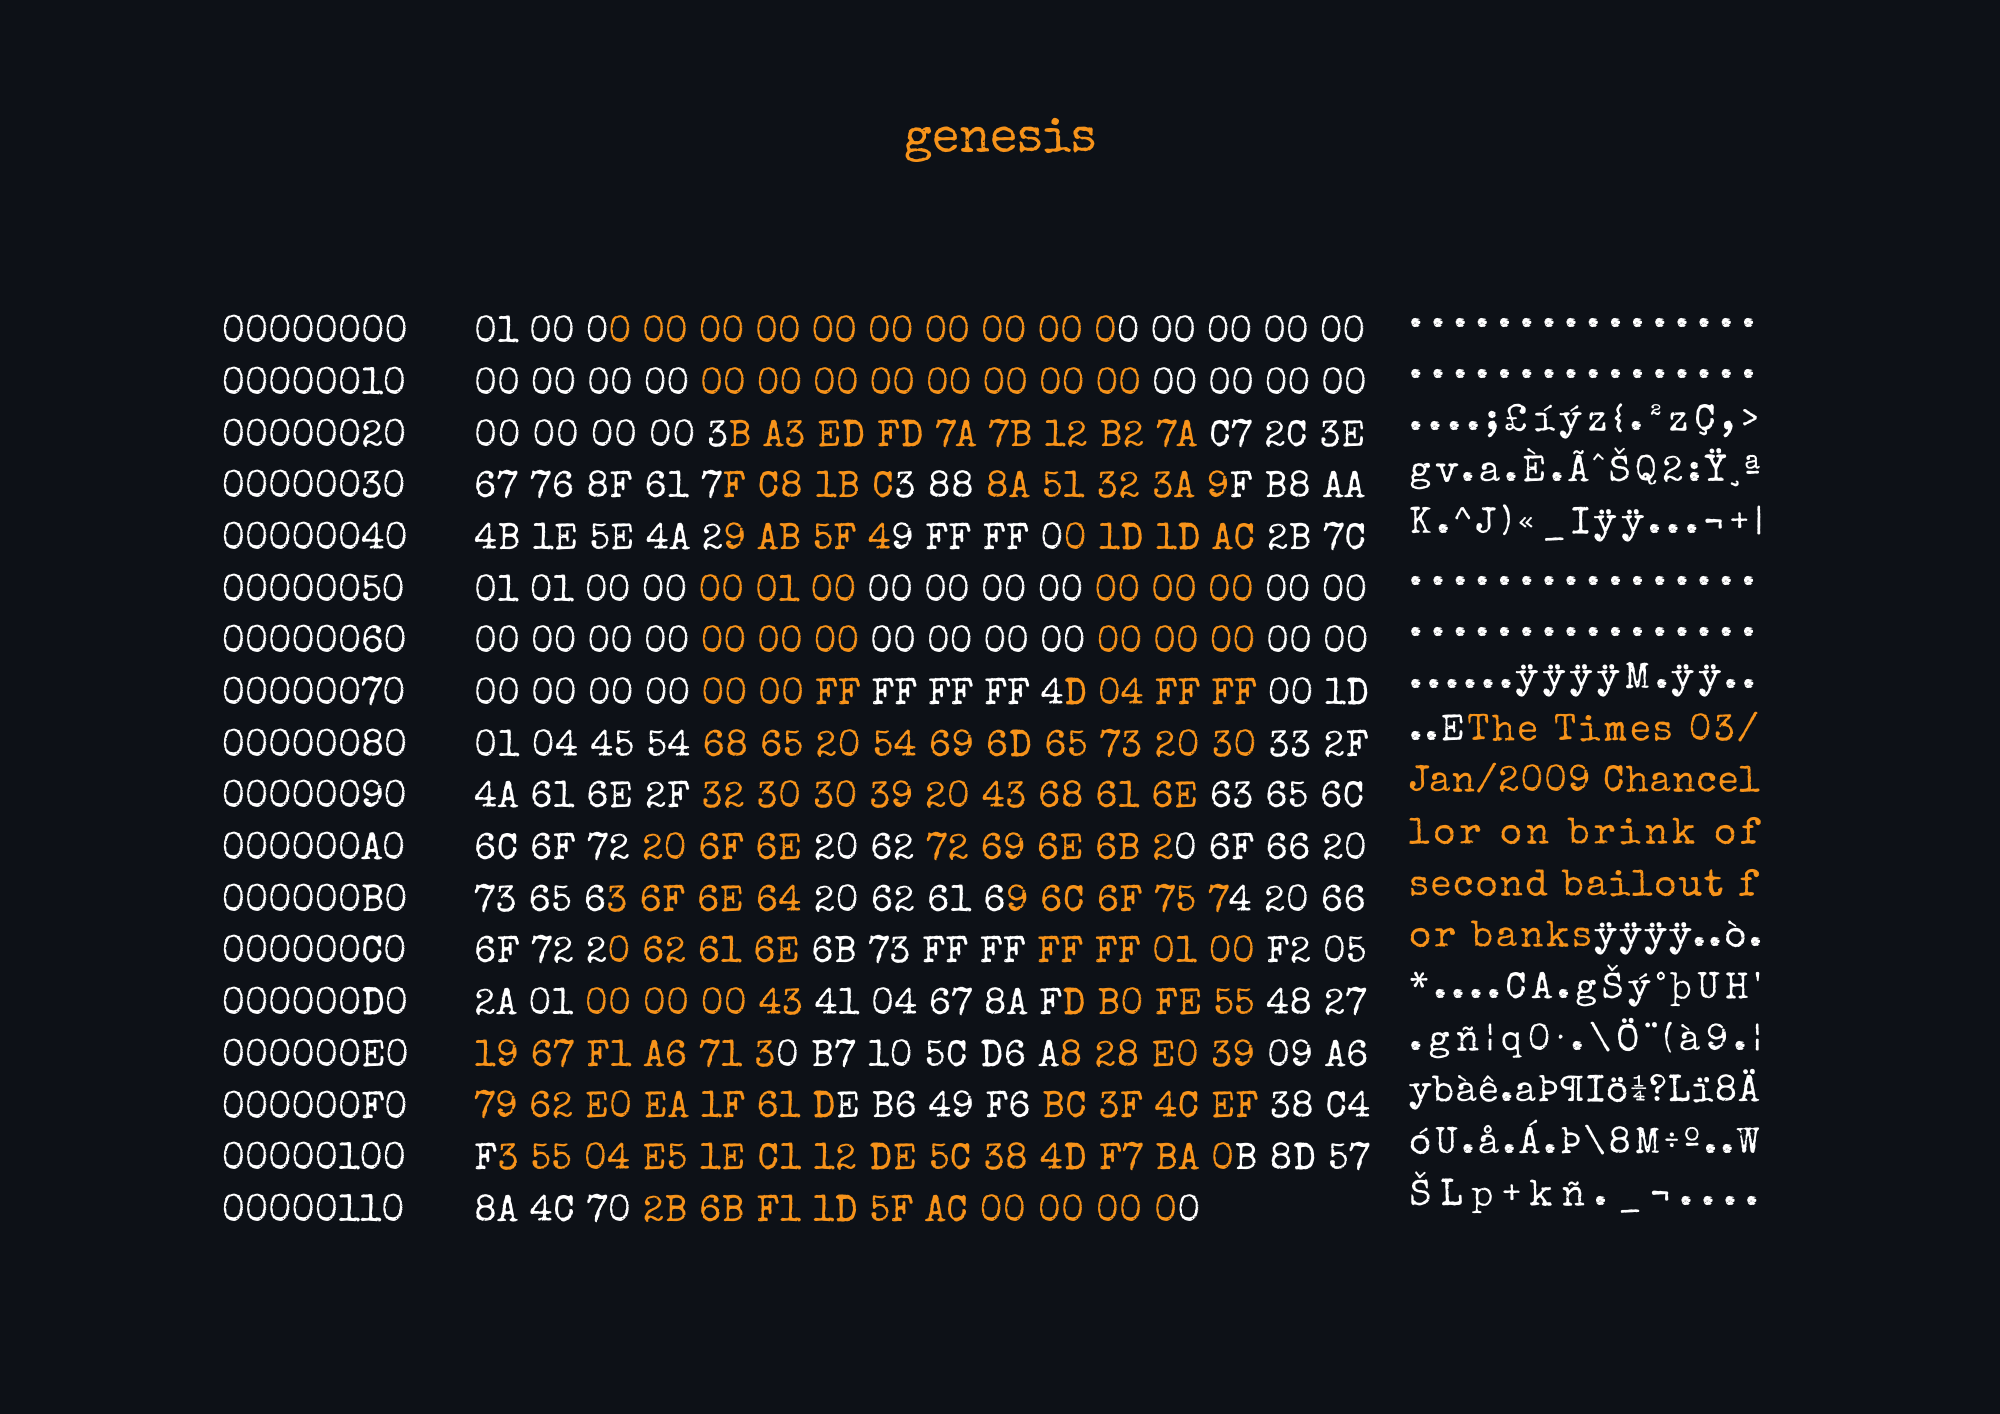 genesis
00000000 01 00 00 00 00 00 00 00 00 00 00 00 00 00 00 00 ................
00000010 00 00 00 00 00 00 00 00 00 00 00 00 00 00 00 00 ................
00000020 00 00 00 00 3B A3 ED FD 7A 7B 12 B2 7A C7 2C 3E ....;£íýz{.²zÇ,>
00000030 67 76 8F 61 7F C8 1B C3 88 8A 51 32 3A 9F B8 AA gv.a.È.ÈˆŠQ2:Ÿ¸ª
00000040 4B 1E 5E 4A 29 AB 5F 49 FF FF 00 1D 1D AC 2B 7C K.^J)«_Iÿÿ...¬+|
00000050 01 01 00 00 00 01 00 00 00 00 00 00 00 00 00 00 ................
00000060 00 00 00 00 00 00 00 00 00 00 00 00 00 00 00 00 ................
00000070 00 00 00 00 00 00 FF FF FF FF 4D 04 FF FF 00 1D ......ÿÿÿÿM.ÿÿ..
00000080 01 04 45 54 68 65 20 54 69 6D 65 73 20 30 33 2F ..EThe Times 03/
00000090 4A 61 6E 2F 32 30 30 39 20 43 68 61 6E 63 65 6C Jan/2009 Chancel
000000A0 6C 6F 72 20 6F 6E 20 62 72 69 6E 6B 20 6F 66 20 lor on brink of
000000B0 73 65 63 6F 6E 64 20 62 61 69 6C 6F 75 74 20 66 second bailout f
000000C0 6F 72 20 62 61 6E 6B 73 FF FF FF FF 01 00 F2 05 or banksÿÿÿÿ..ò.
000000D0 2A 01 00 00 00 43 41 04 67 8A FD B0 FE 55 48 27 *....CA.gŠý°þUH'
000000E0 19 67 F1 A6 71 30 B7 10 5C D6 A8 28 E0 39 09 A6 .gñ¦q0·.\Ö¨(à9.¦
000000F0 79 62 E0 EA 1F 61 DE B6 49 F6 BC 3F 4C EF 38 C4 ybàê.aÞ¶Iö¼?Lï8Ä
00000100 F3 55 04 E5 1E C1 12 DE 5C 38 4D F7 BA 0B 8D 57 óU.å.Á.Þ\8M÷º..W
00000110 8A 4C 70 2B 6B F1 1D 5F AC 00 00 00 00 ŠLp+kñ._¬....